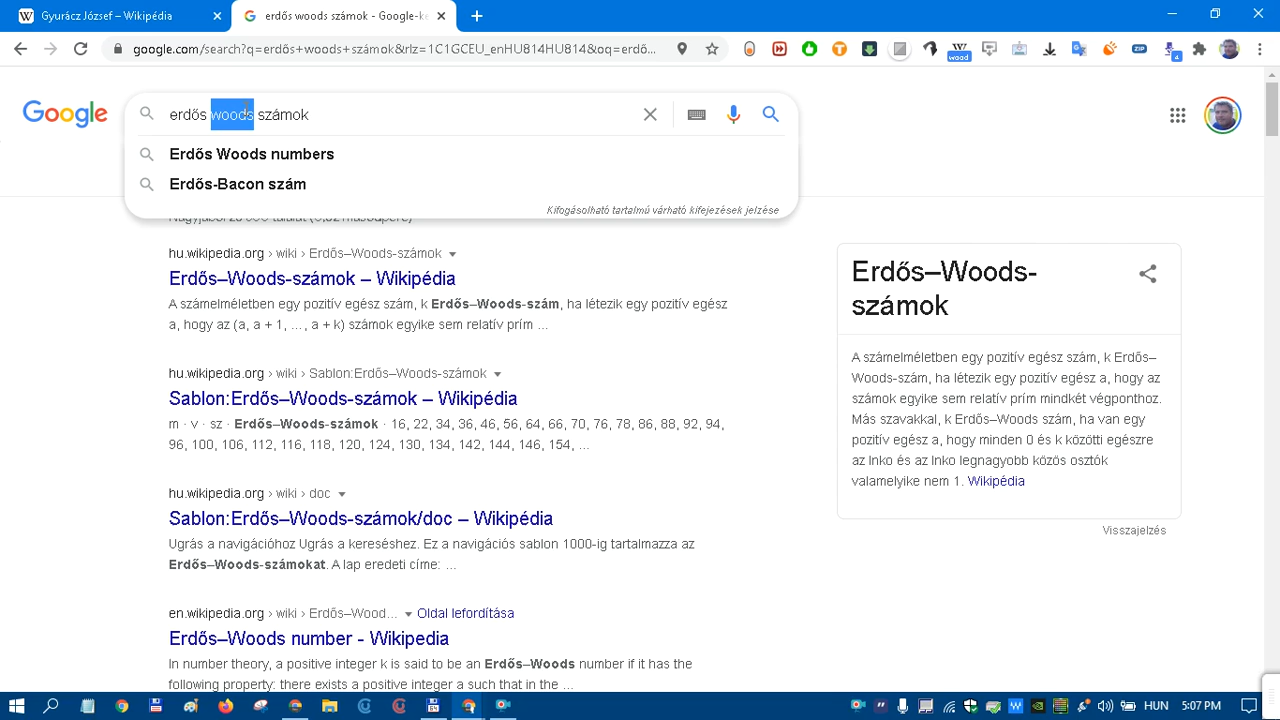 Gyurácz József – Wikipédia
erdős woods számok - Google-ke
google.com/search?q=erdős+woods+számok&rlz=1C1GCEU_enHU814HU814&oq=erdő...
W
wood
ZIP
4
Google
erdős woods számok
Erdős Woods numbers
Erdős-Bacon szám
Kifogásolható tartalmú várható kifejezések jelzése
hu.wikipedia.org › wiki › Erdős–Woods-számok
Erdős–Woods-számok – Wikipédia
A számelméletben egy pozitív egész szám, k Erdős–Woods-szám, ha létezik egy pozitív egész
a, hogy az (a, a + 1, …, a + k) számok egyike sem relatív prím ...
hu.wikipedia.org › wiki › Sablon:Erdős–Woods-számok
Sablon:Erdős–Woods-számok – Wikipédia
m · v · sz · Erdős–Woods-számok · 16, 22, 34, 36, 46, 56, 64, 66, 70, 76, 78, 86, 88, 92, 94,
96, 100, 106, 112, 116, 118, 120, 124, 130, 134, 142, 144, 146, 154, ...
hu.wikipedia.org › wiki › doc
Sablon:Erdős–Woods-számok/doc – Wikipédia
Ugrás a navigációhoz Ugrás a kereséshez. Ez a navigációs sablon 1000-ig tartalmazza az
Erdős–Woods-számokat. A lap eredeti címe: ...
en.wikipedia.org › wiki › Erdős–Wood... Oldal lefordítása
Erdős–Woods number - Wikipedia
In number theory, a positive integer k is said to be an Erdős–Woods number if it has the
following property: there exists a positive integer a such that in the ...
Erdős–Woods-
számok
A számelméletben egy pozitív egész szám, k Erdős–
Woods-szám, ha létezik egy pozitív egész a, hogy az
számok egyike sem relatív prím mindkét végponthoz.
Más szavakkal, k Erdős–Woods szám, ha van egy
pozitív egész a, hogy minden 0 és k közötti egészre
az lnko és az lnko legnagyobb közös osztók
valamelyike nem 1. Wikipédia
Visszajelzés
HUN 5:07 PM